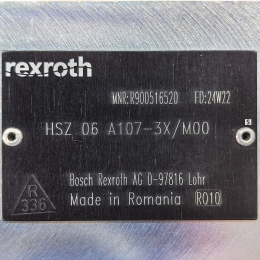 rexroth
MNR:R900516520 FD:24W22
HSZ 06 A107-3X/M00
S
Bosch Rexroth AG D-97816 Lohr
Made in Romania RO10
R
336